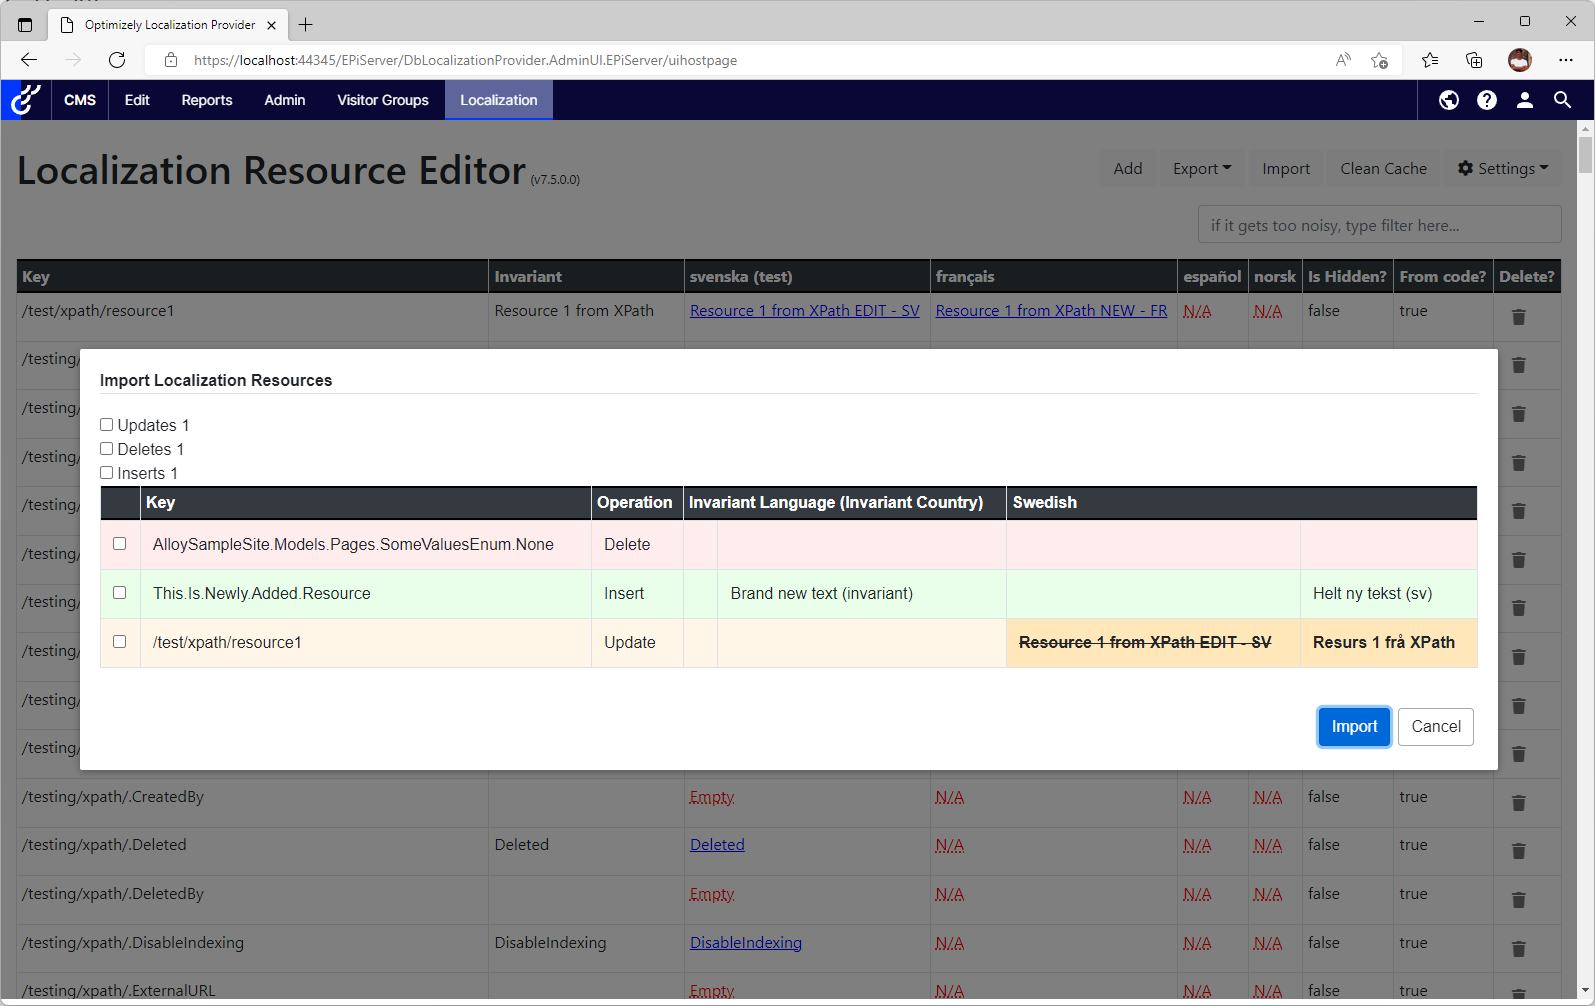 Optimizely Localization Provider
https://localhost:44345/EPiServer/DbLocalizationProvider.AdminUI.EPiServer/uihostpage
CMS Edit Reports Admin Visitor Groups Localization
Localization Resource Editor (v7.5.0.0)
Add Export Import Clean Cache Settings
if it gets too noisy, type filter here...
Key Invariant svenska (test) français español norsk Is Hidden? From code? Delete?
/test/xpath/resource1 Resource 1 from XPath Resource 1 from XPath EDIT - SV Resource 1 from XPath NEW - FR N/A N/A false true
/testing/
/testing/
/testing/
/testing/
/testing/
/testing/
/testing/
/testing/
/testing/
Import Localization Resources
Updates 1
Deletes 1
Inserts 1
Key Operation Invariant Language (Invariant Country) Swedish
AlloySampleSite.Models.Pages.SomeValuesEnum.None Delete
This.Is.Newly.Added.Resource Insert Brand new text (invariant) Helt ny tekst (sv)
/test/xpath/resource1 Update Resource 1 from XPath EDIT - SV Resurs 1 frå XPath
Import Cancel
/testing/xpath/.CreatedBy Empty N/A N/A N/A false true
/testing/xpath/.Deleted Deleted Deleted N/A N/A N/A false true
/testing/xpath/.DeletedBy Empty N/A N/A N/A false true
/testing/xpath/.DisableIndexing DisableIndexing DisableIndexing N/A N/A N/A false true
/testing/xpath/.ExternalURL Empty N/A N/A N/A false true